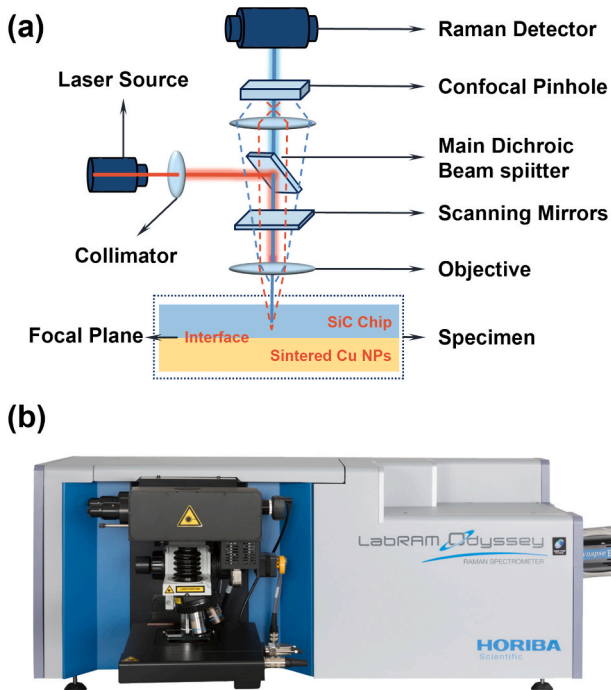 (a)
Raman Detector
Laser Source
Confocal Pinhole
Main Dichroic
Beam spiitter
Scanning Mirrors
Collimator
Objective
SiC Chip
Focal Plane
Interface
Specimen
Sintered Cu NPs
(b)
LabRAM Odyssey
RAMAN SPECTROMETER
HORIBA
Scientific